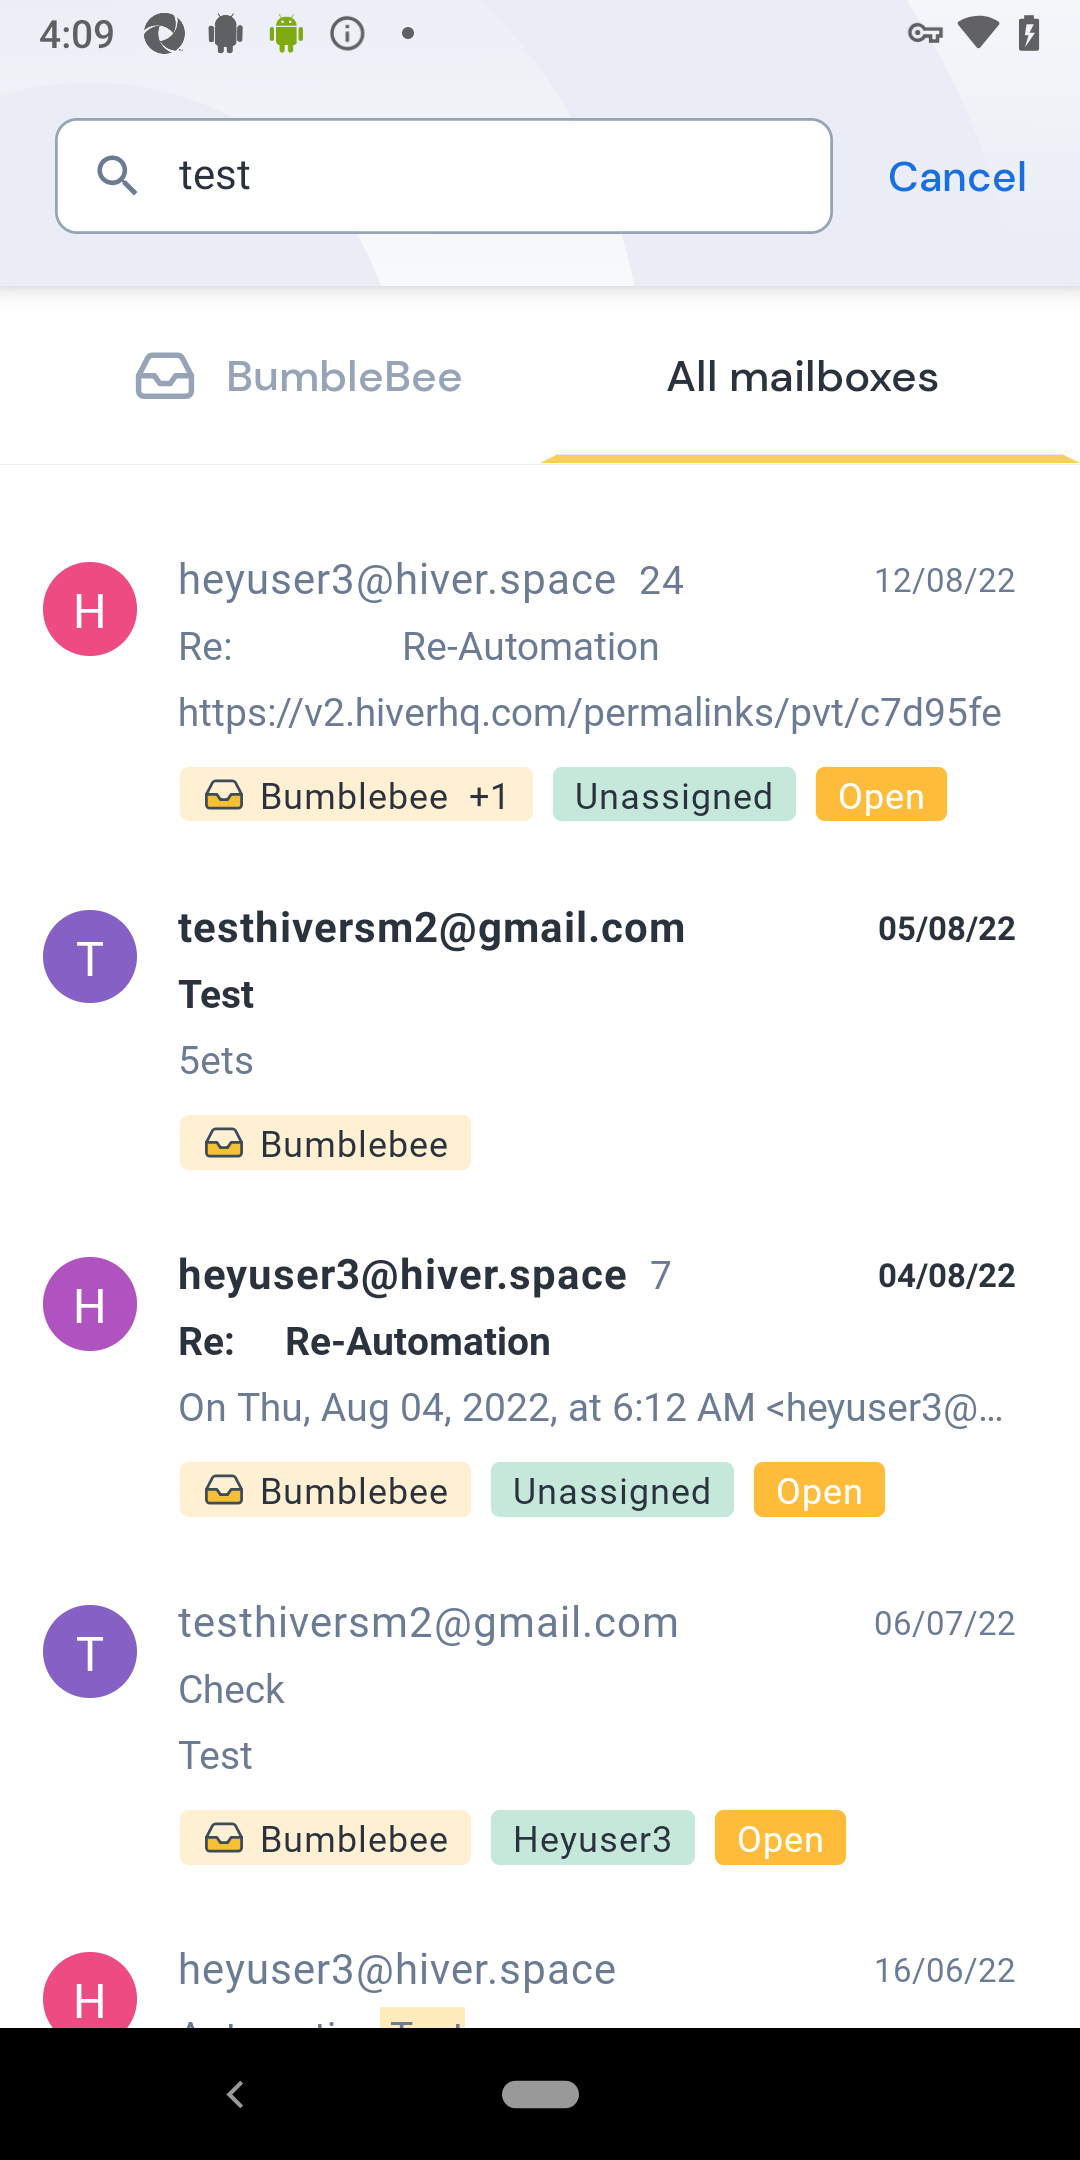 4:09
test
Cancel
BumbleBee
All mailboxes
H
heyuser3@hiver.space 24
12/08/22
Re: Re-Automation
https://v2.hiverhq.com/permalinks/pvt/c7d95fe
Bumblebee +1
Unassigned
Open
T
testhiversm2@gmail.com
05/08/22
Test
5ets
Bumblebee
H
heyuser3@hiver.space 7
04/08/22
Re: Re-Automation
On Thu, Aug 04, 2022, at 6:12 AM <heyuser3@...
Bumblebee
Unassigned
Open
T
testhiversm2@gmail.com
06/07/22
Check
Test
Bumblebee
Heyuser3
Open
H
heyuser3@hiver.space
16/06/22